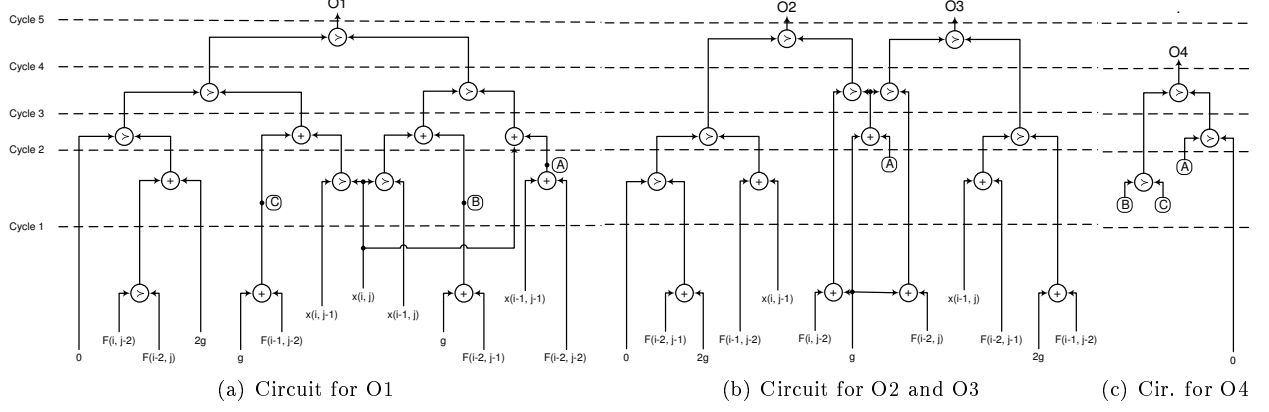 O1
O2
O3
O4
Cycle 5
Cycle 4
Cycle 3
Cycle 2
Cycle 1
A
B
C
A
A
B
C
x(i, j-1)
x(i, j)
x(i-1, j)
x(i-1, j-1)
F(i, j-2)
F(i-2, j)
2g
0
g
F(i-1, j-2)
g
F(i-2, j-1)
F(i-2, j-2)
x(i, j-1)
F(i-2, j-1)
F(i-1, j-2)
0
2g
F(i, j-2)
g
F(i-2, j)
x(i-1, j)
F(i-2, j-1)
F(i-1, j-2)
2g
0
(a) Circuit for O1
(b) Circuit for O2 and O3
(c) Cir. for O4